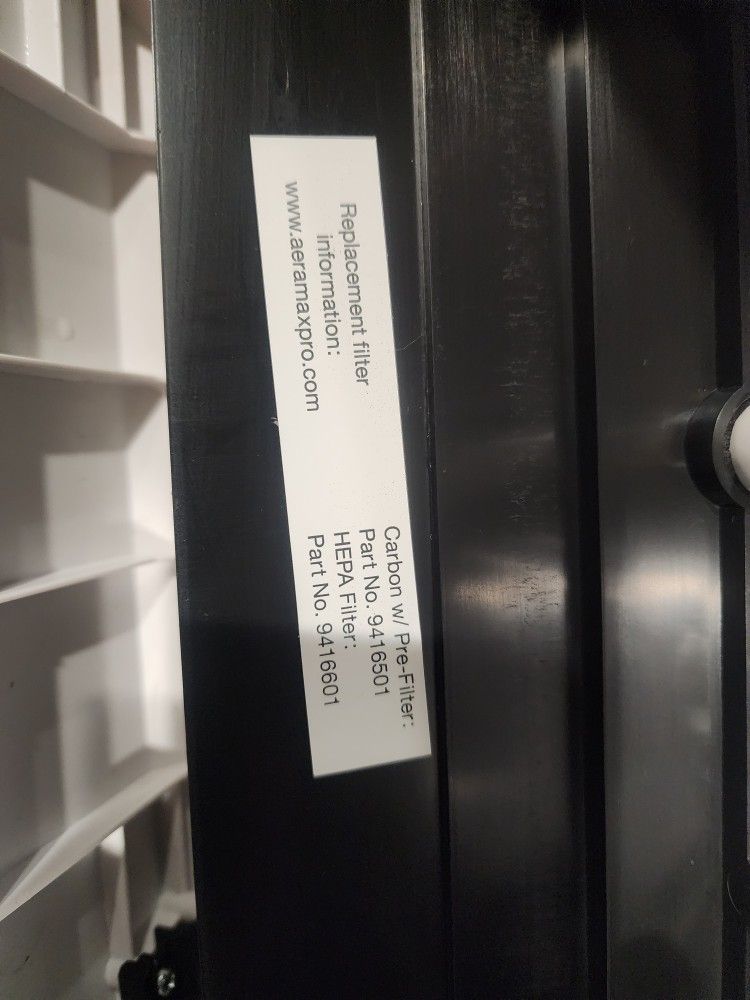 Replacement filter
information:
www.aeramaxpro.com
Carbon w/ Pre-Filter:
Part No. 9416501
HEPA Filter:
Part No. 9416601